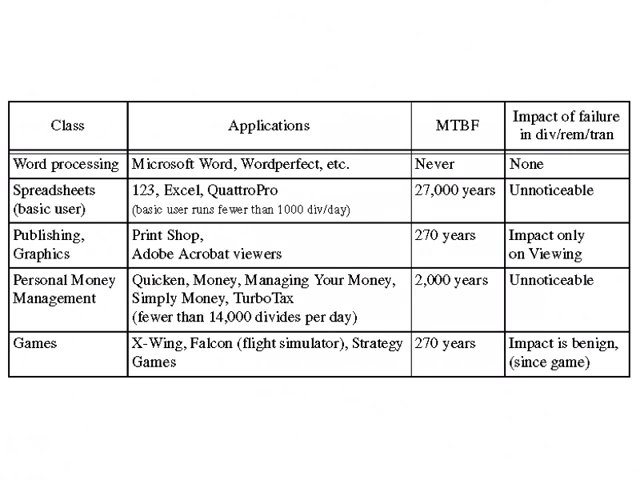 Class Applications MTBF Impact of failure
in div/rem/tran
Word processing Microsoft Word, Wordperfect, etc. Never None
Spreadsheets 123, Excel, QuattroPro 27,000 years Unnoticeable
(basic user) (basic user runs fewer than 1000 div/day)
Publishing, Print Shop, 270 years Impact only
Graphics Adobe Acrobat viewers on Viewing
Personal Money Quicken, Money, Managing Your Money, 2,000 years Unnoticeable
Management Simply Money, TurboTax
(fewer than 14,000 divides per day)
Games X-Wing, Falcon (flight simulator), Strategy 270 years Impact is benign,
Games (since game)